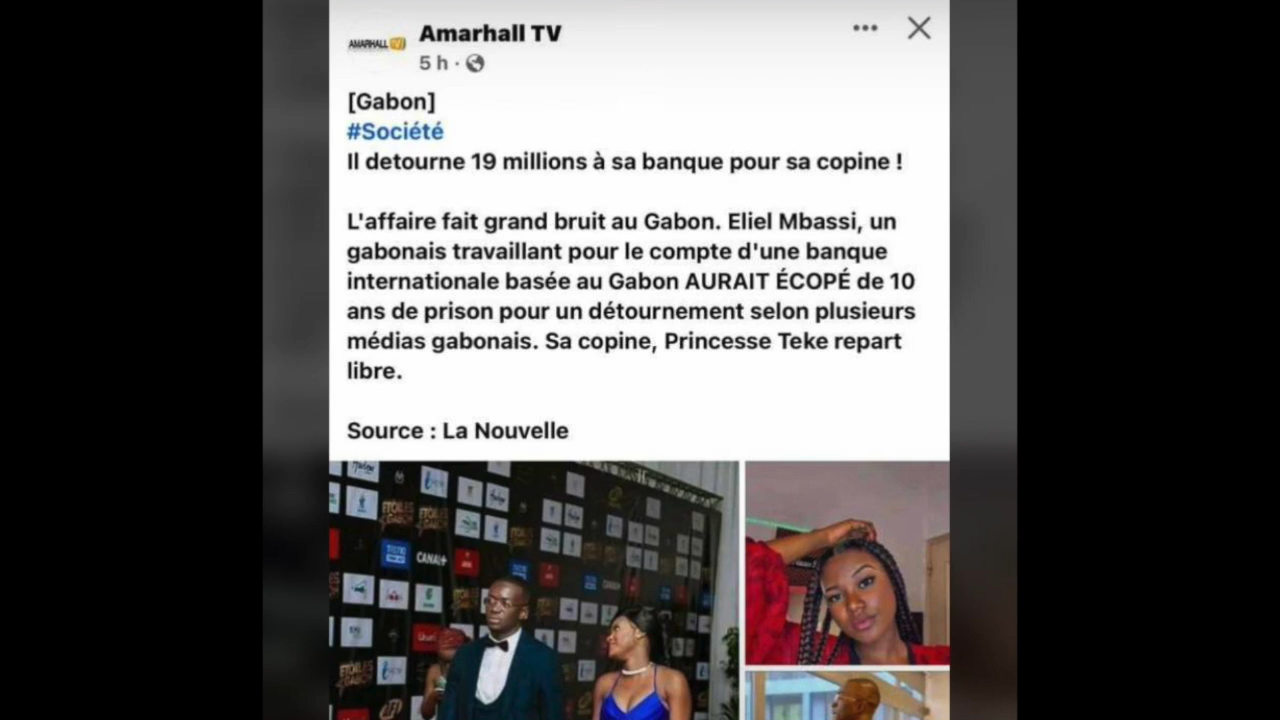 AMARHALL TV
Amarhall TV
5 h ·
[Gabon]
#Société
Il detourne 19 millions à sa banque pour sa copine !
L'affaire fait grand bruit au Gabon. Eliel Mbassi, un
gabonais travaillant pour le compte d'une banque
internationale basée au Gabon AURAIT ÉCOPÉ de 10
ans de prison pour un détournement selon plusieurs
médias gabonais. Sa copine, Princesse Teke repart
libre.
Source : La Nouvelle
CANAL+